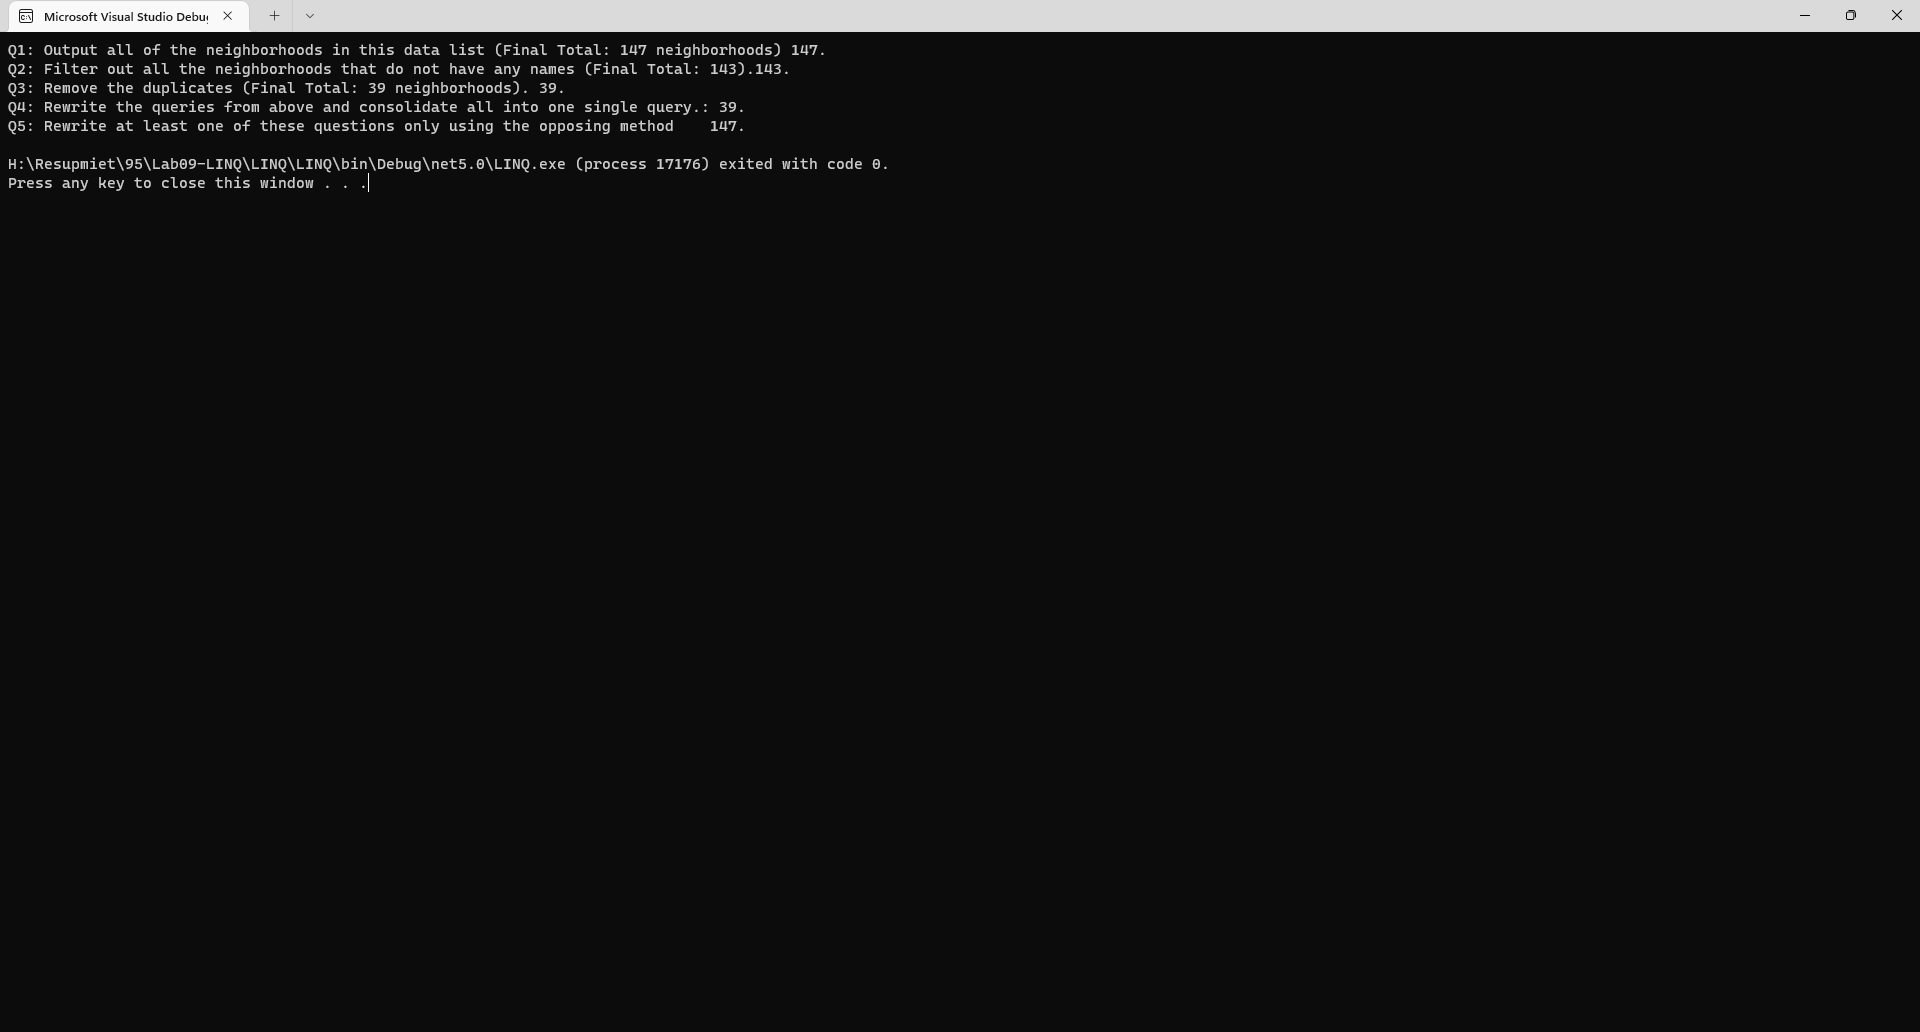 Microsoft Visual Studio Debu
Q1: Output all of the neighborhoods in this data list (Final Total: 147 neighborhoods) 147.
Q2: Filter out all the neighborhoods that do not have any names (Final Total: 143).143.
Q3: Remove the duplicates (Final Total: 39 neighborhoods). 39.
Q4: Rewrite the queries from above and consolidate all into one single query.: 39.
Q5: Rewrite at least one of these questions only using the opposing method    147.
H:\Resupmiet\95\Lab09-LINQ\LINQ\LINQ\bin\Debug\net5.0\LINQ.exe (process 17176) exited with code 0.
Press any key to close this window . . .